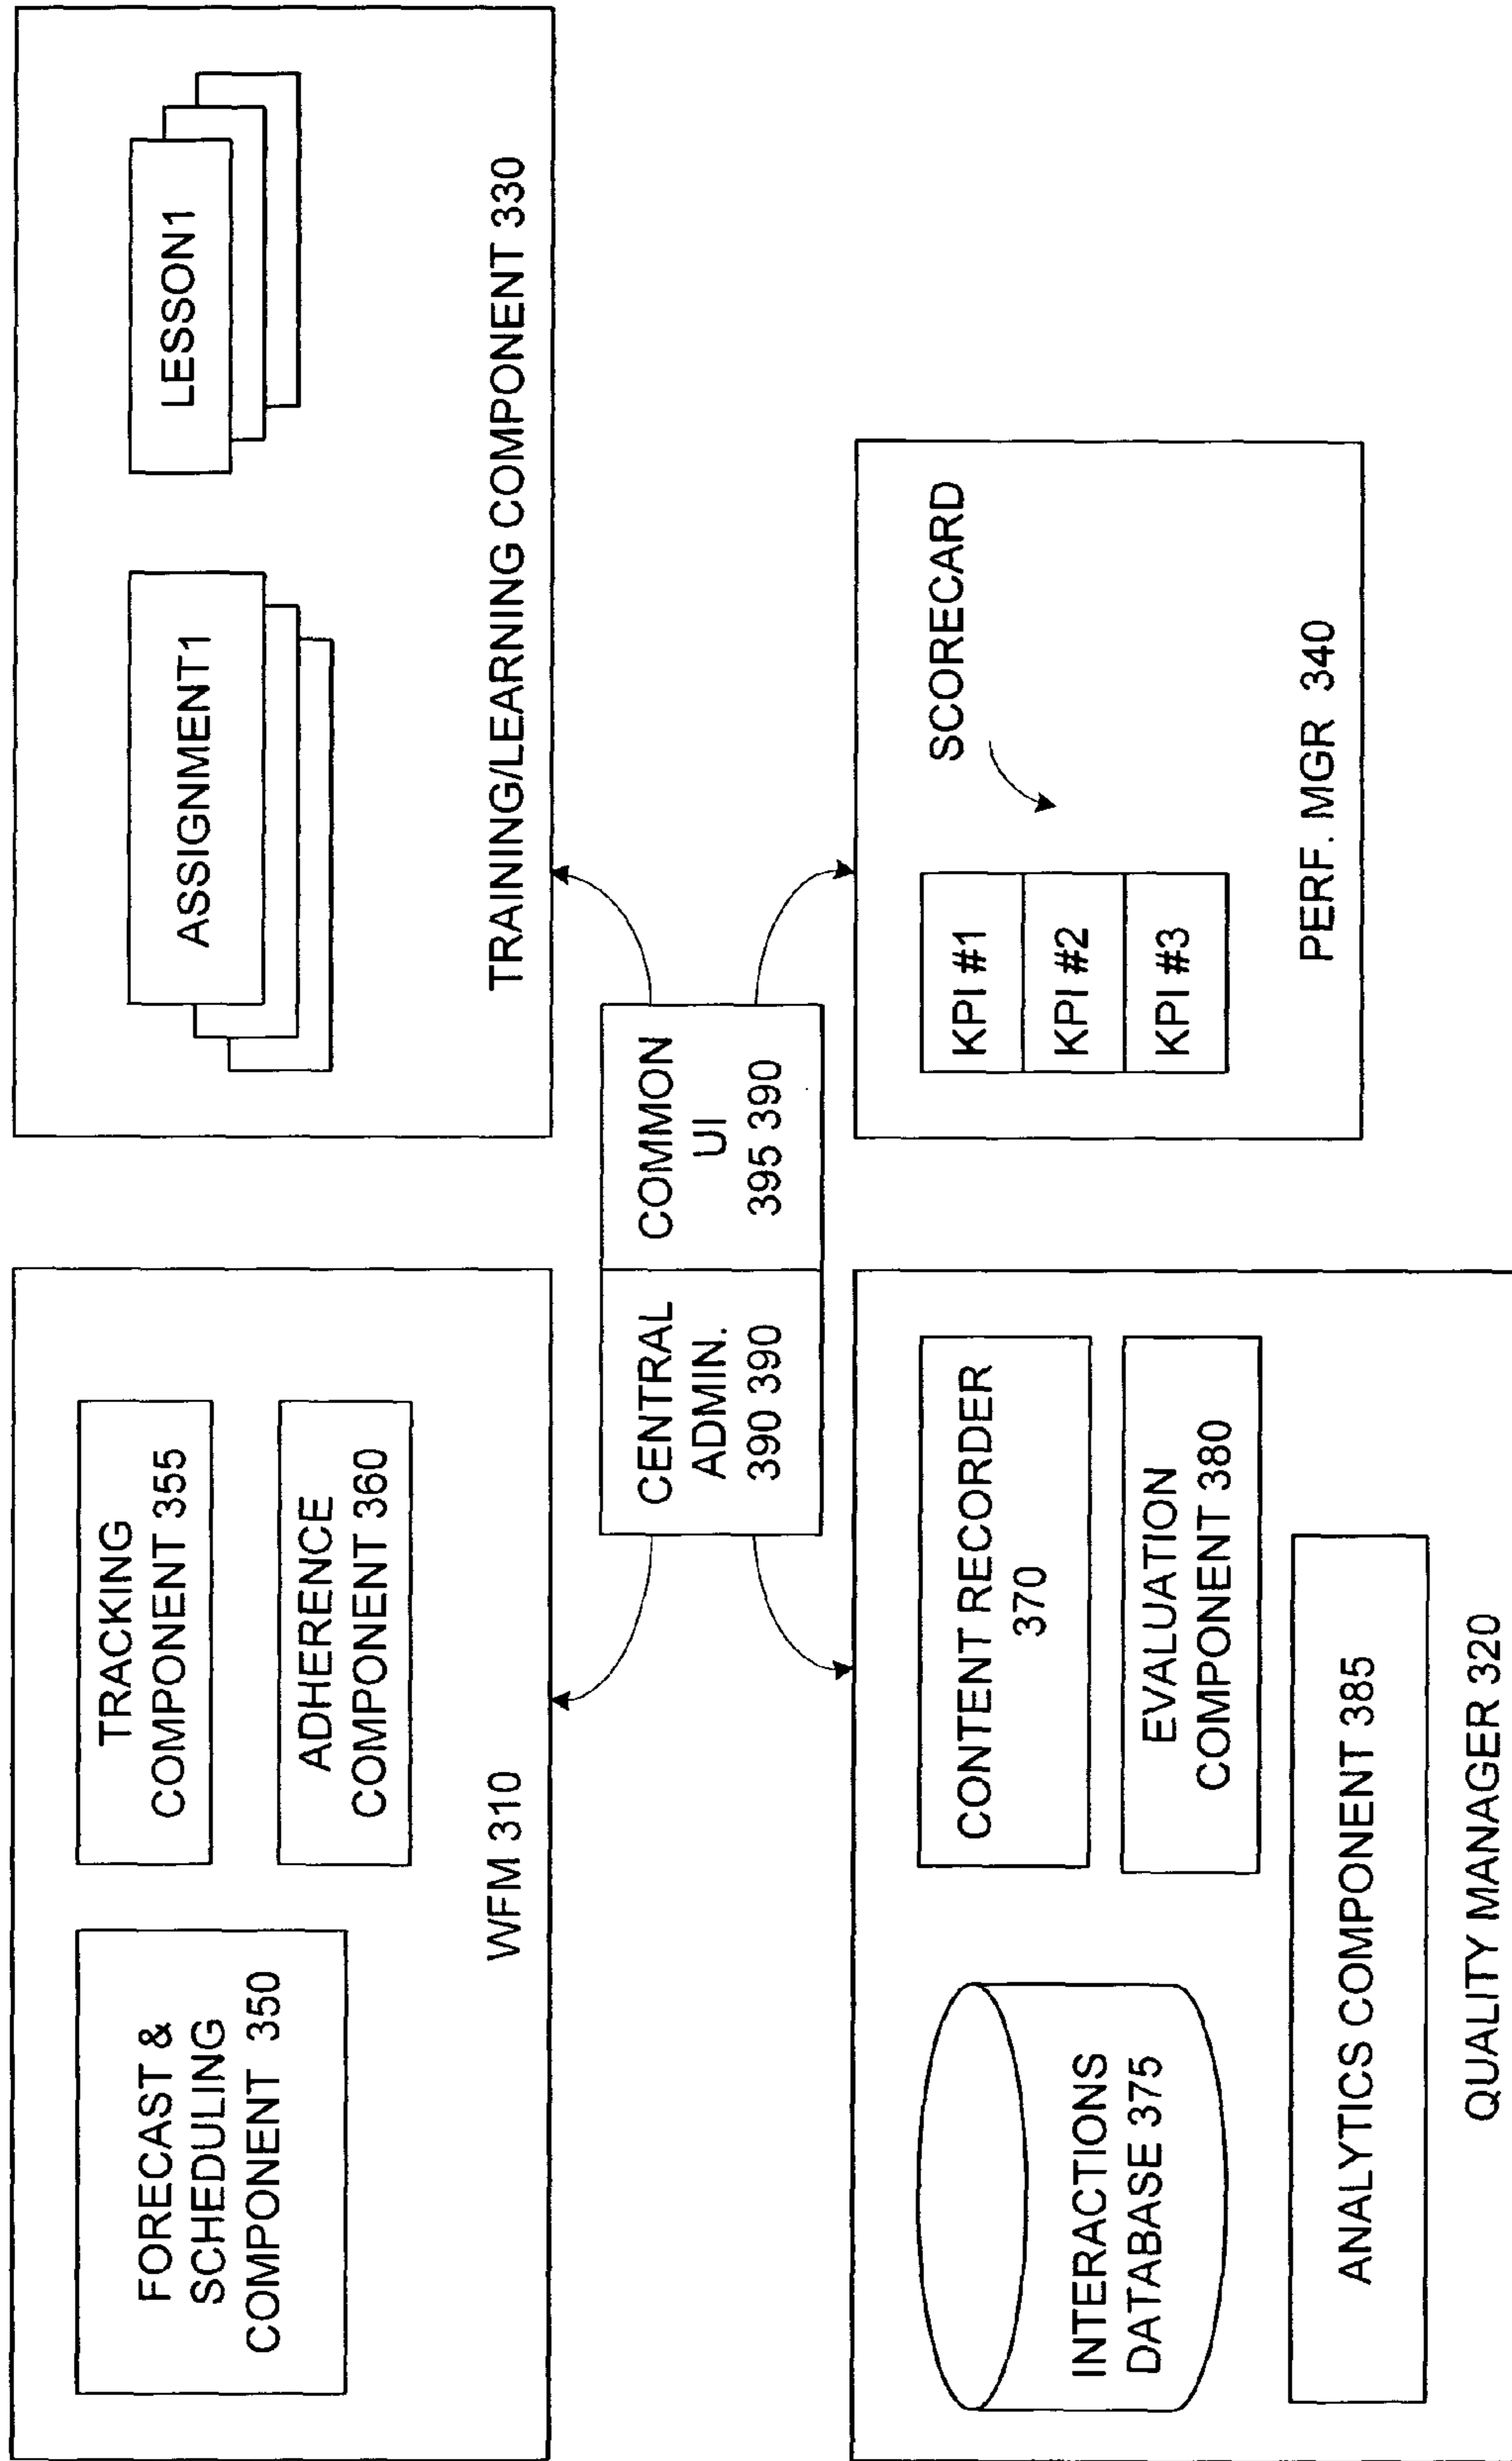 FORECAST &
SCHEDULING
COMPONENT 350
TRACKING
COMPONENT 355
ADHERENCE
COMPONENT 360
WFM 310
ASSIGNMENT1
LESSON1
TRAINING/LEARNING COMPONENT 330
CENTRAL
ADMIN.
390 390
COMMON
UI
395 390
INTERACTIONS
DATABASE 375
CONTENT RECORDER
370
EVALUATION
COMPONENT 380
ANALYTICS COMPONENT 385
QUALITY MANAGER 320
KPI #1
KPI #2
KPI #3
SCORECARD
PERF. MGR 340